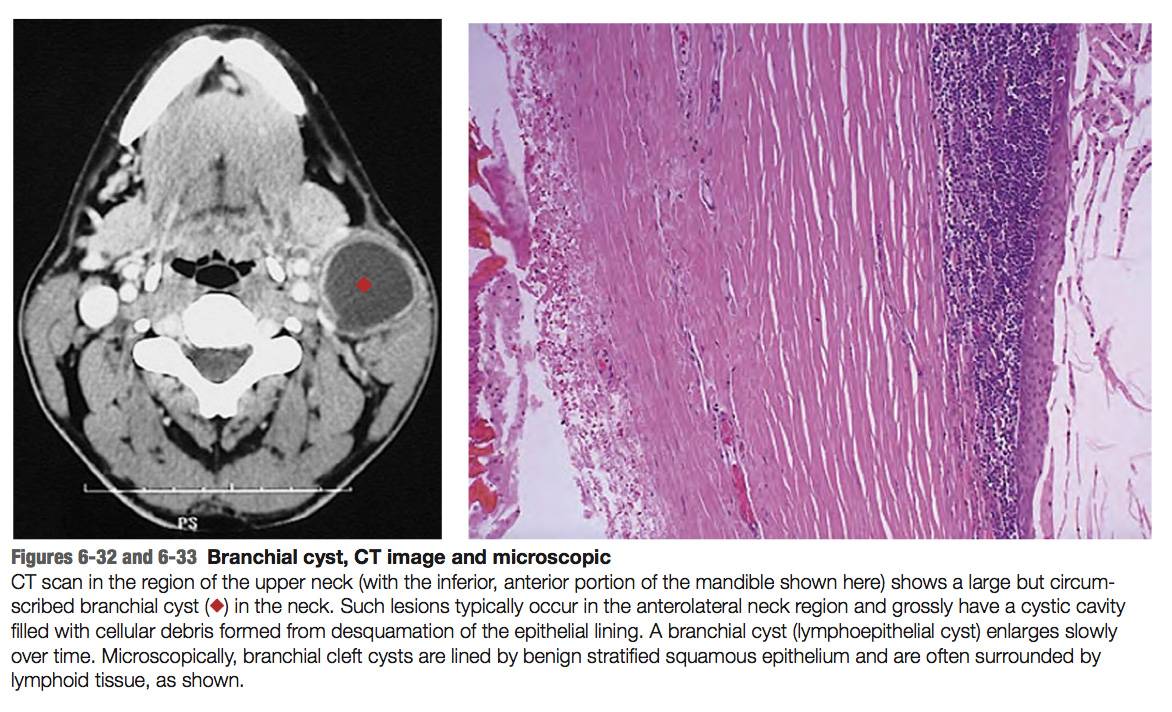 PS
Figures 6-32 and 6-33 Branchial cyst, CT image and microscopic
CT scan in the region of the upper neck (with the inferior, anterior portion of the mandible shown here) shows a large but circum-
scribed branchial cyst (◆) in the neck. Such lesions typically occur in the anterolateral neck region and grossly have a cystic cavity
filled with cellular debris formed from desquamation of the epithelial lining. A branchial cyst (lymphoepithelial cyst) enlarges slowly
over time. Microscopically, branchial cleft cysts are lined by benign stratified squamous epithelium and are often surrounded by
lymphoid tissue, as shown.